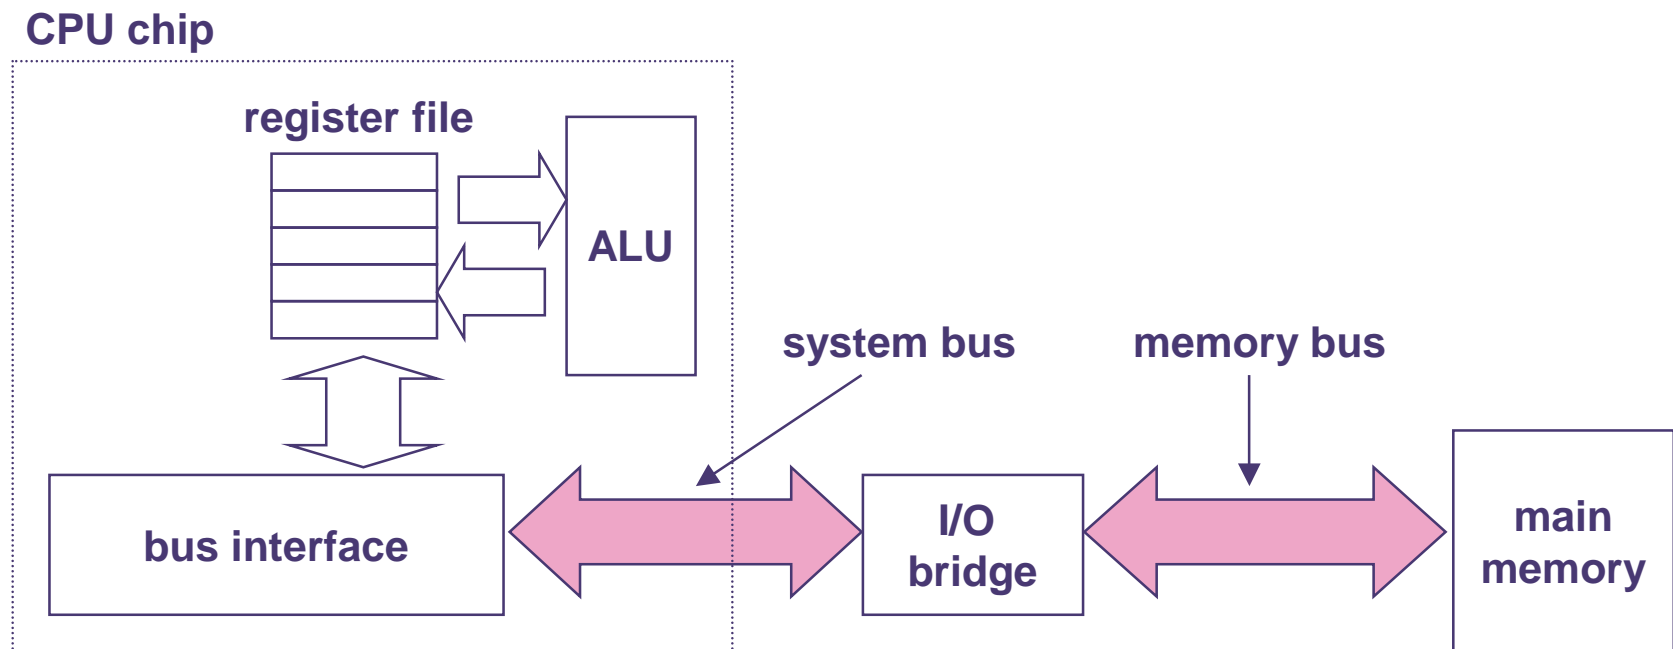 CPU chip
register file
ALU
system bus
memory bus
bus interface
I/O
bridge
main
memory